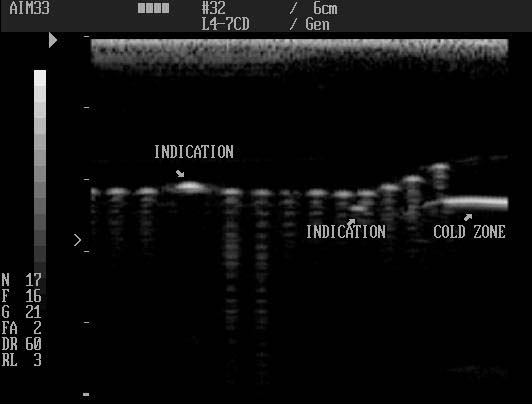 AIM33 #32 / 6cm
L4-7CD / Gen
INDICATION
INDICATION COLD ZONE
N 17
F 16
G 21
FA 2
DR 60
RL 3